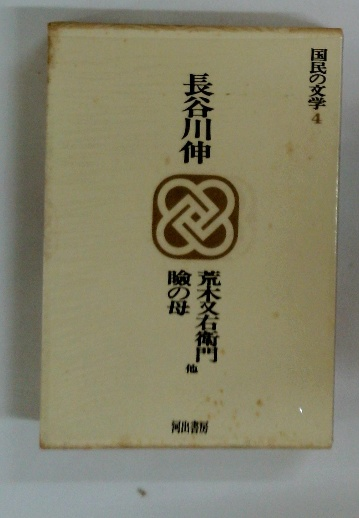 国民の文学4
長谷川伸
荒木又右衛門
瞼の母
他
河出書房